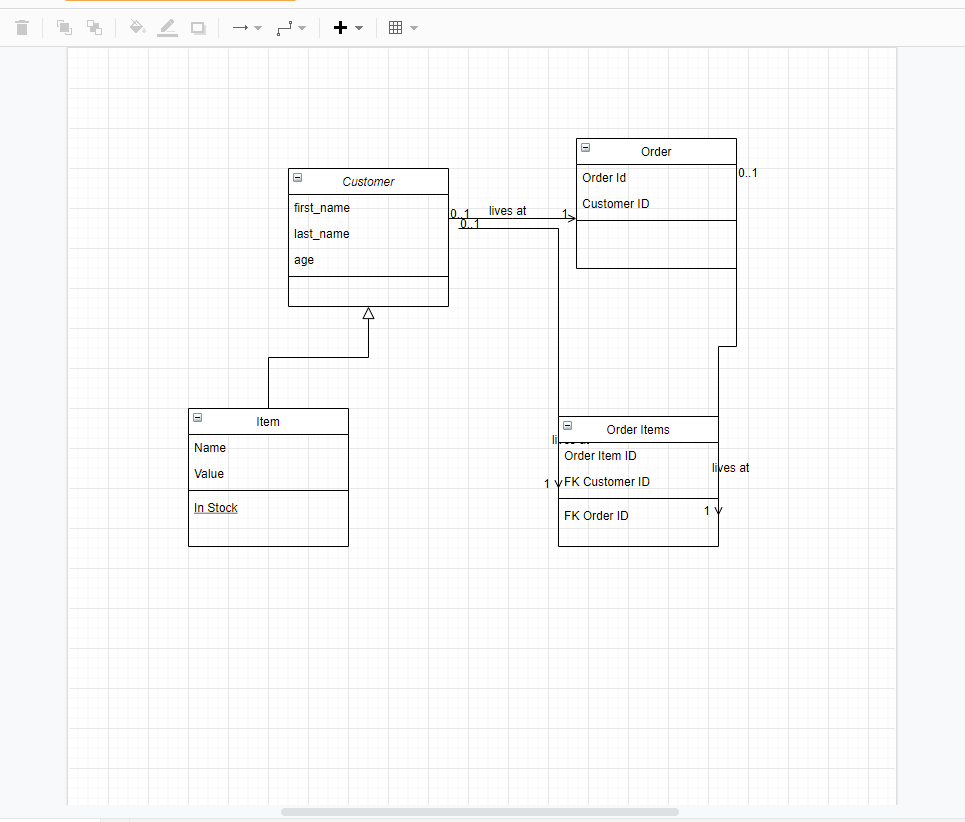 Order
Order Id
Customer ID
0..1
Customer
first_name
last_name
age
0..1
lives at
1
0..1
Item
Name
Value
In Stock
Order Items
Order Item ID
FK Customer ID
FK Order ID
1
lives at
1